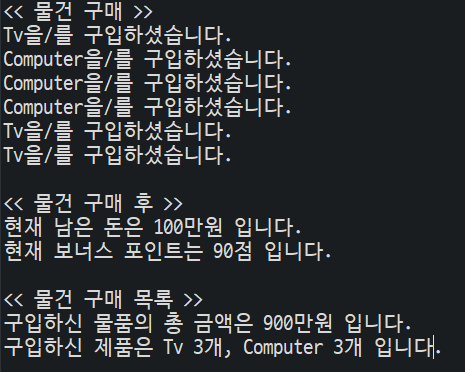 << 물건 구매 >>
Tv을/를 구입하셨습니다.
Computer을/를 구입하셨습니다.
Computer을/를 구입하셨습니다.
Computer을/를 구입하셨습니다.
Tv을/를 구입하셨습니다.
Tv을/를 구입하셨습니다.
<< 물건 구매 후 >>
현재 남은 돈은 100만원 입니다.
현재 보너스 포인트는 90점 입니다.
<< 물건 구매 목록 >>
구입하신 물품의 총 금액은 900만원 입니다.
구입하신 제품은 Tv 3개, Computer 3개 입니다.